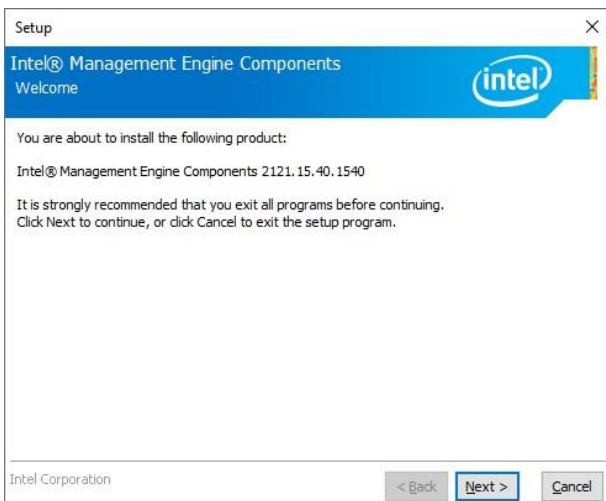 Setup
Intel® Management Engine Components
Welcome
intel
You are about to install the following product:
Intel® Management Engine Components 2121.15.40.1540
It is strongly recommended that you exit all programs before continuing.
Click Next to continue, or click Cancel to exit the setup program.
Intel Corporation
< Back Next > Cancel